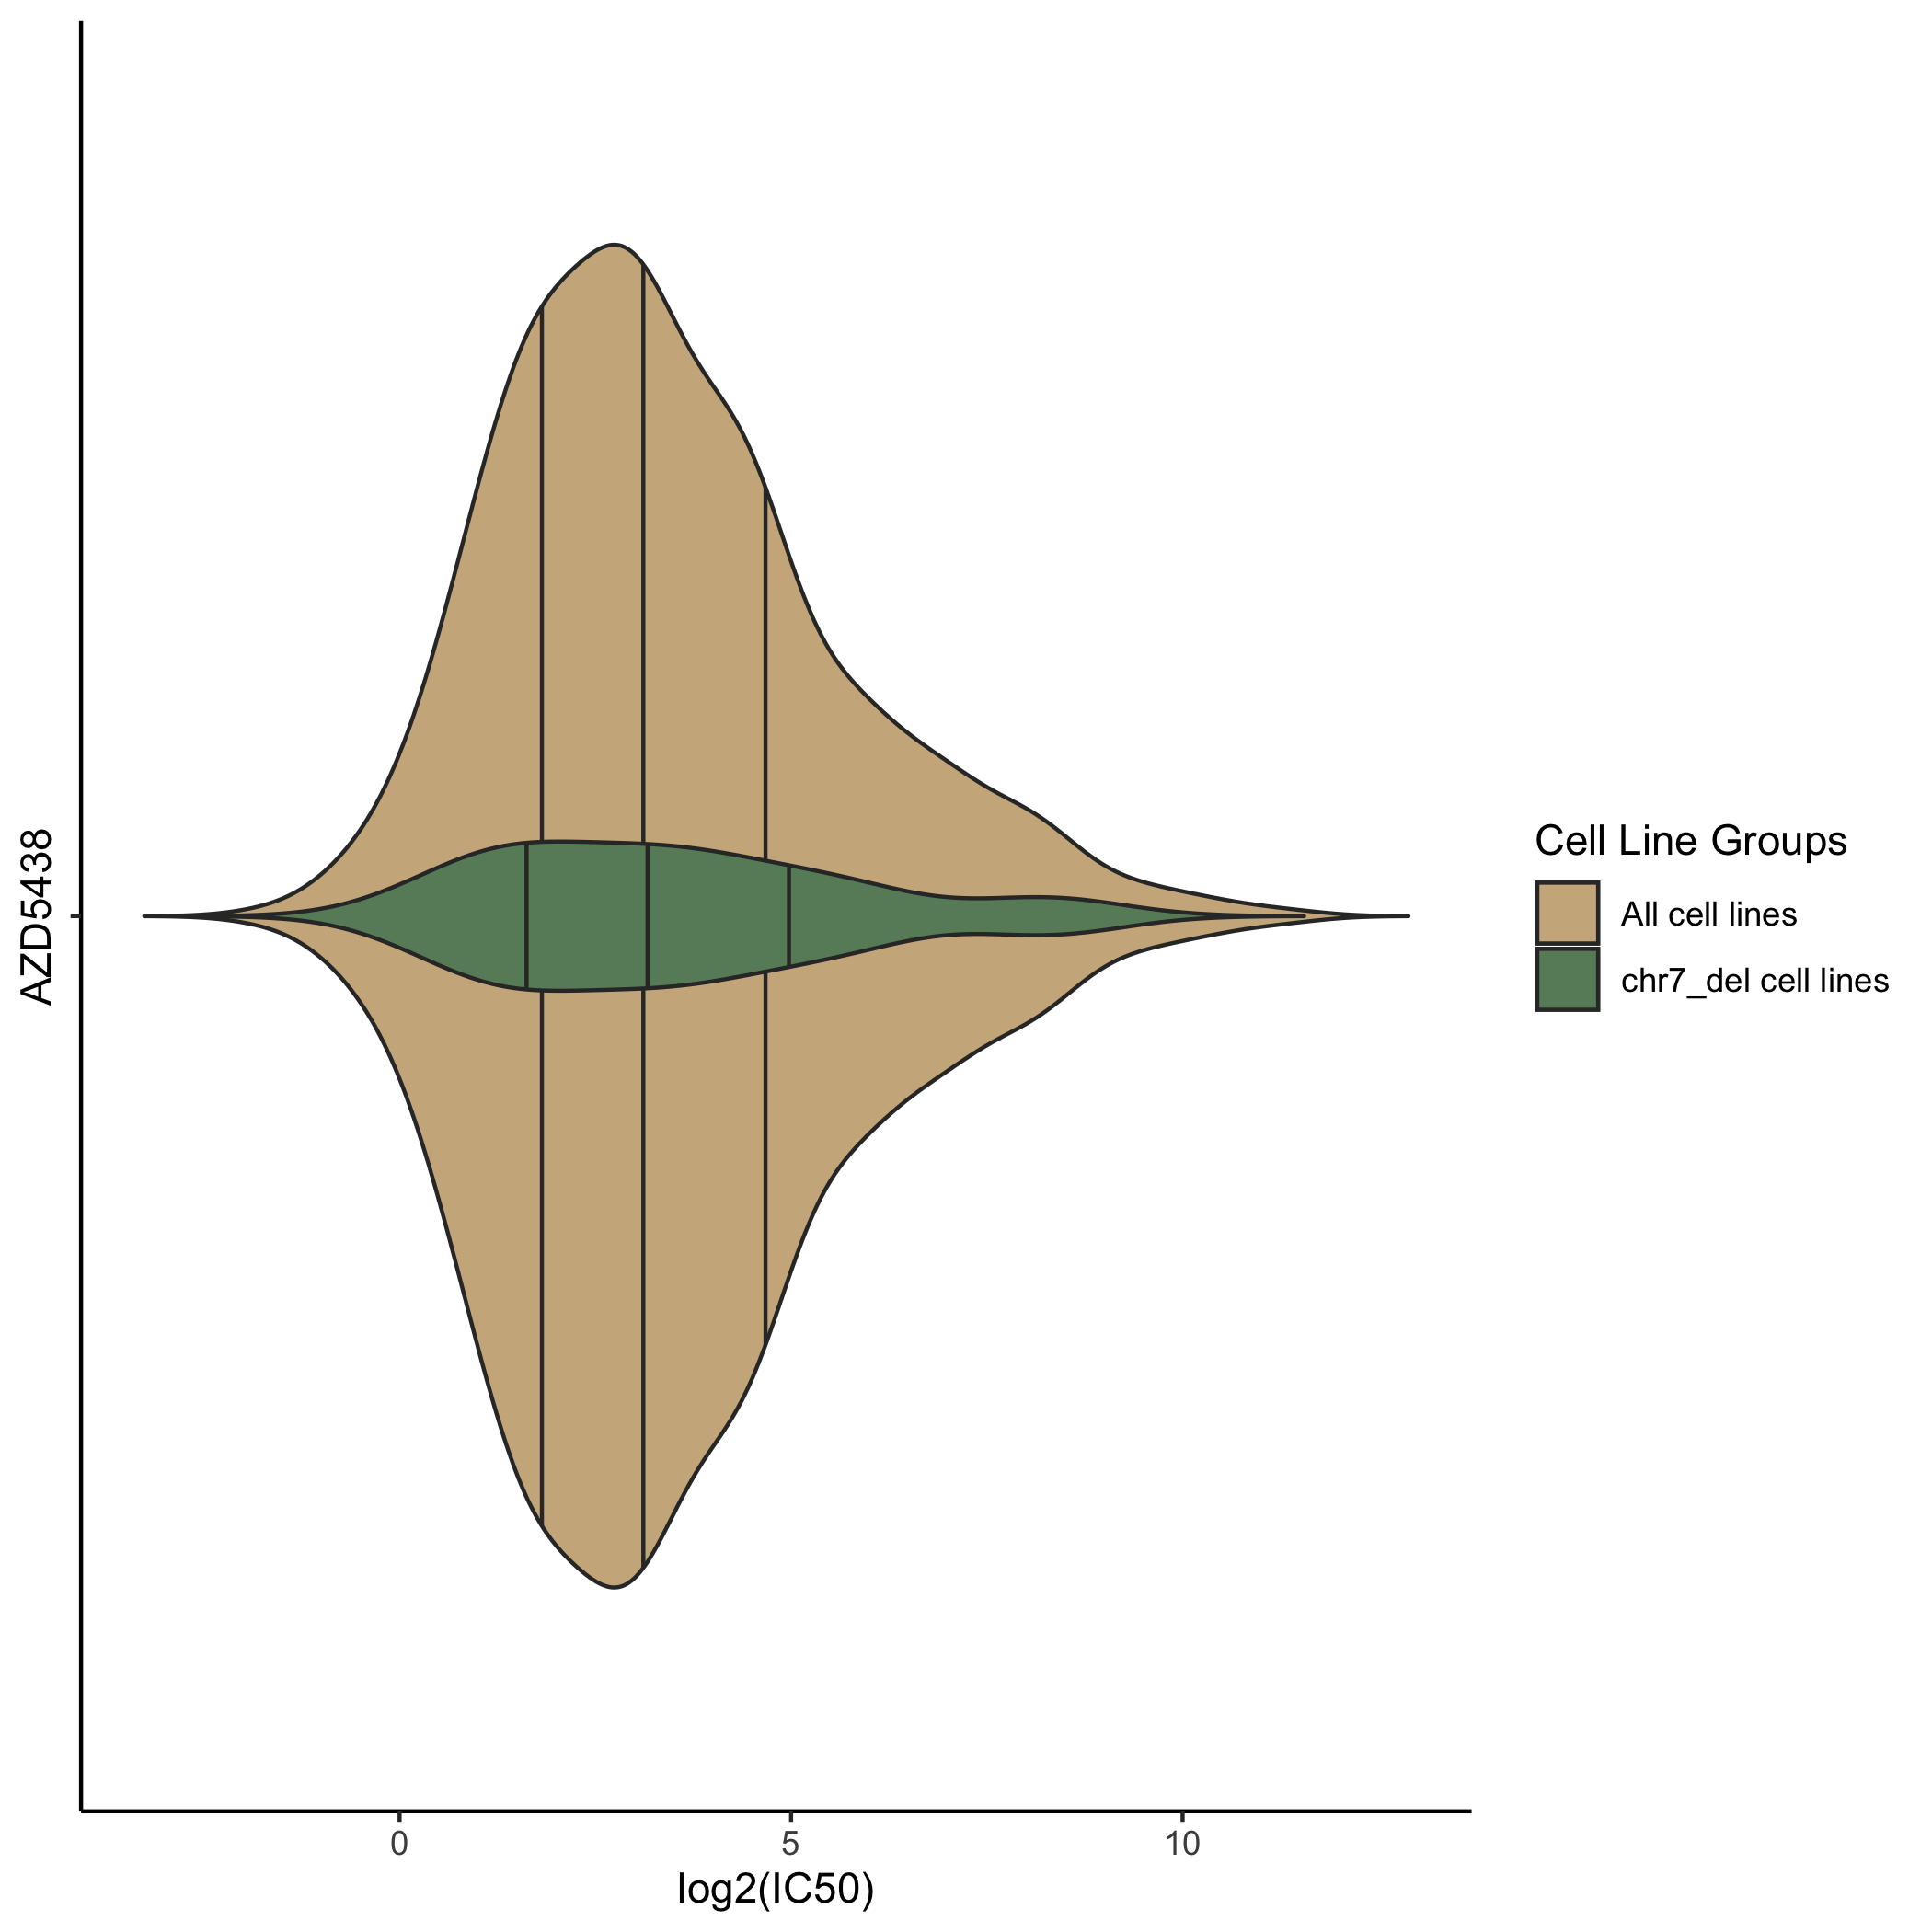 AZD5438
0
5
10
log2(IC50)
Cell Line Groups
All cell lines
chr7_del cell lines